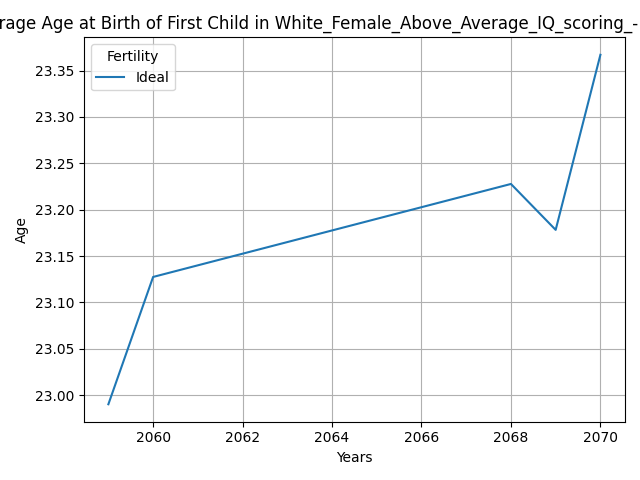 rage Age at Birth of First Child in White_Female_Above_Average_IQ_scoring_-
Fertility
Ideal
23.35
23.30
23.25
23.20
23.15
23.10
23.05
23.00
Age
2060 2062 2064 2066 2068 2070
Years